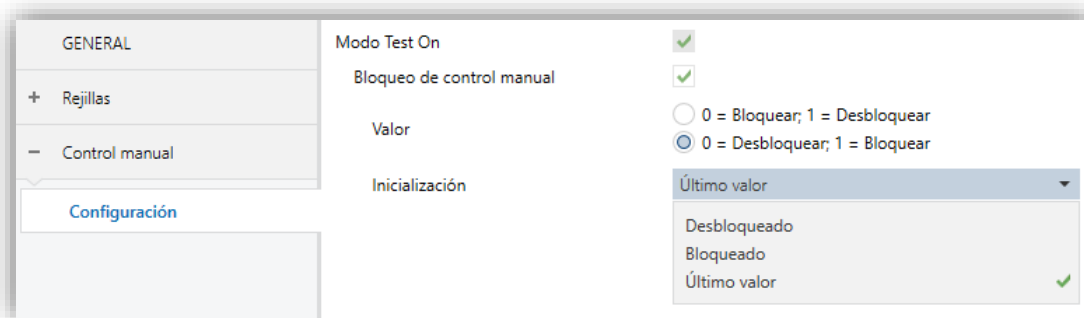 GENERAL
+ Rejillas
− Control manual
Configuración
Modo Test On
Bloqueo de control manual
Valor
0 = Bloquear; 1 = Desbloquear
0 = Desbloquear; 1 = Bloquear
Inicialización
Último valor
Desbloqueado
Bloqueado
Último valor